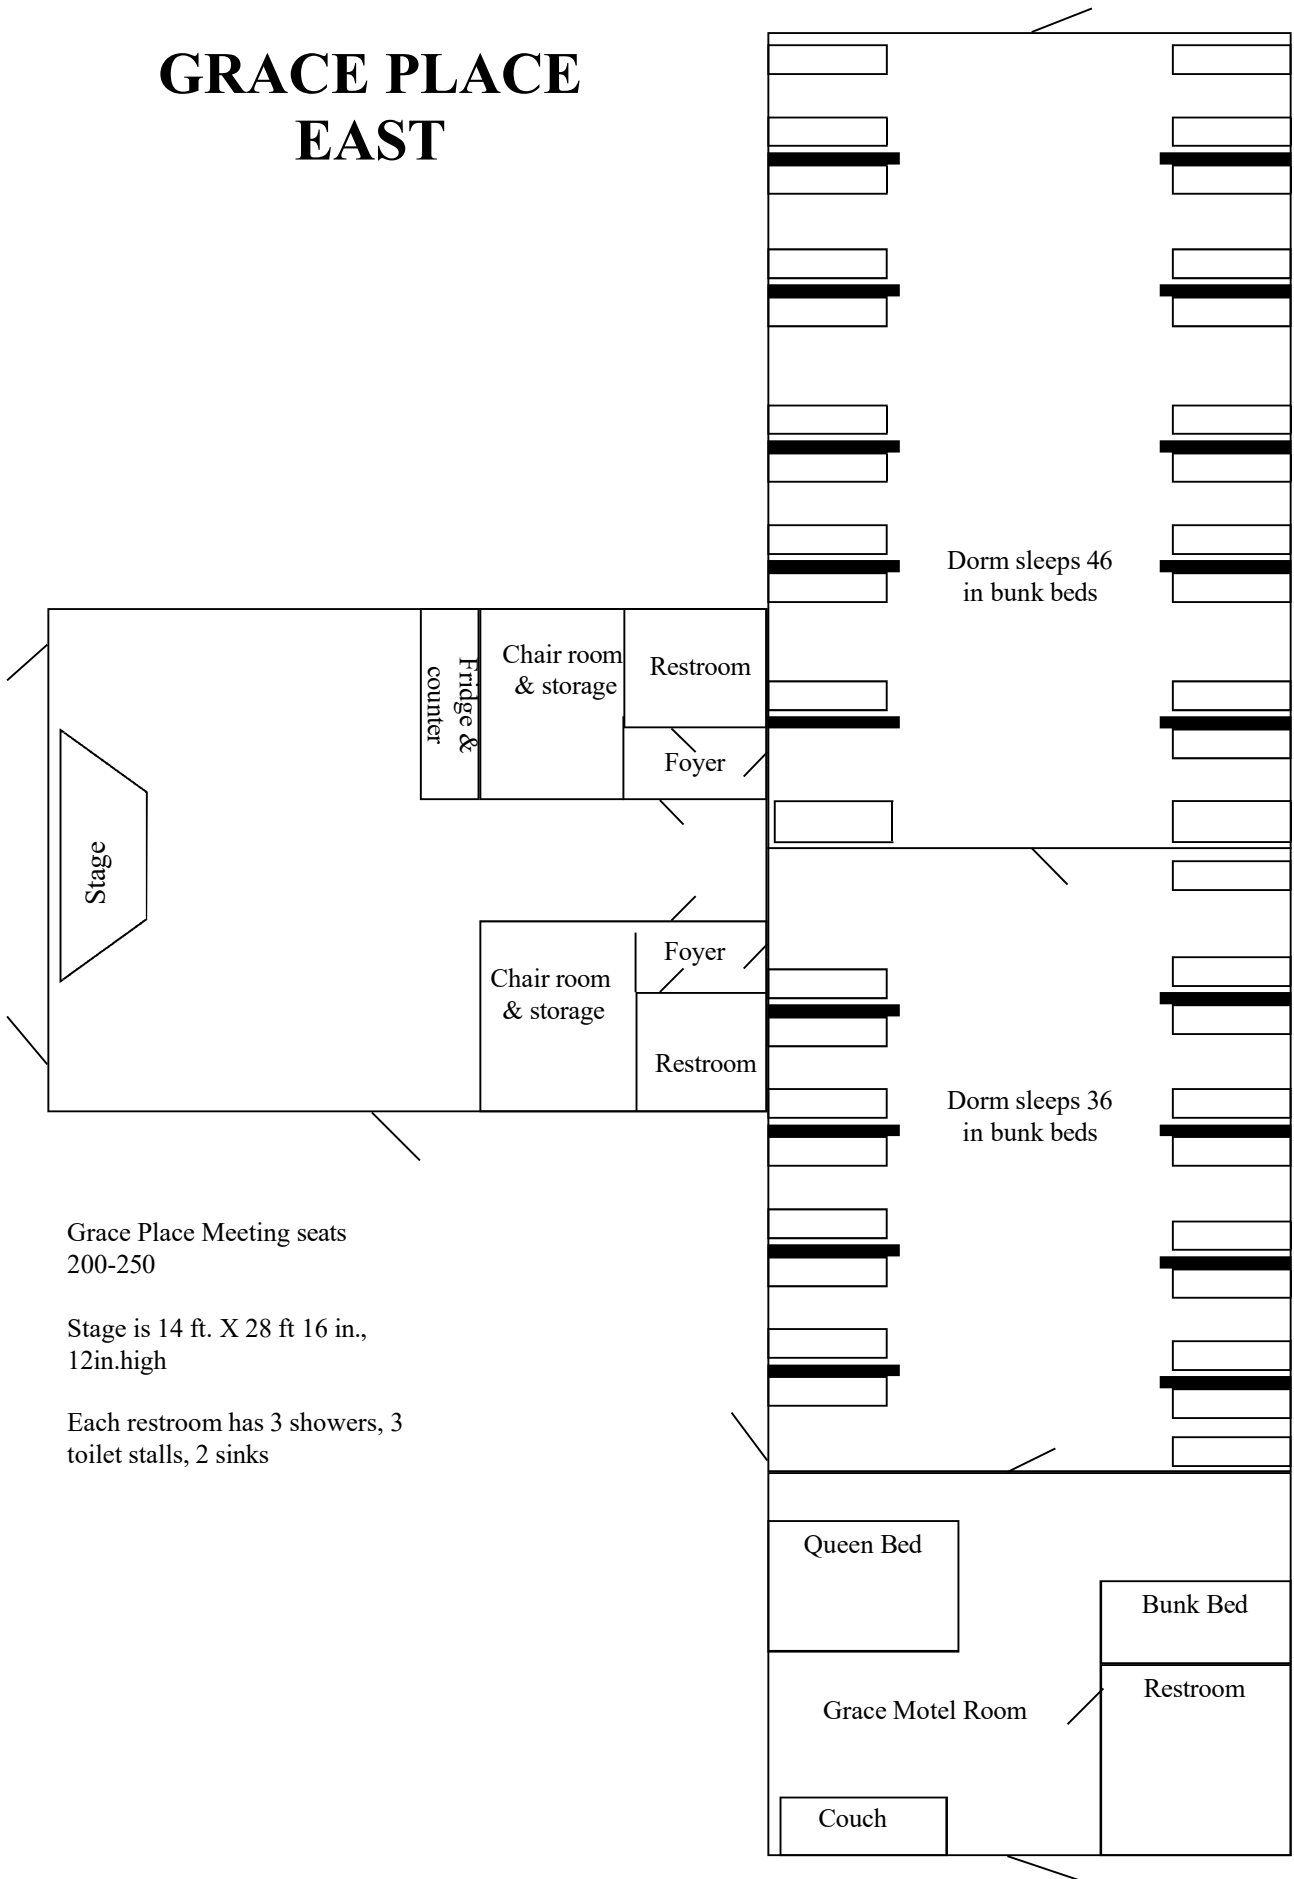 GRACE PLACE
EAST
Dorm sleeps 46
in bunk beds
Fridge &
counter
Chair room
& storage
Restroom
Foyer
Stage
Foyer
Chair room
& storage
Restroom
Dorm sleeps 36
in bunk beds
Grace Place Meeting seats
200-250
Stage is 14 ft. X 28 ft 16 in.,
12in.high
Each restroom has 3 showers, 3
toilet stalls, 2 sinks
Queen Bed
Bunk Bed
Restroom
Grace Motel Room
Couch